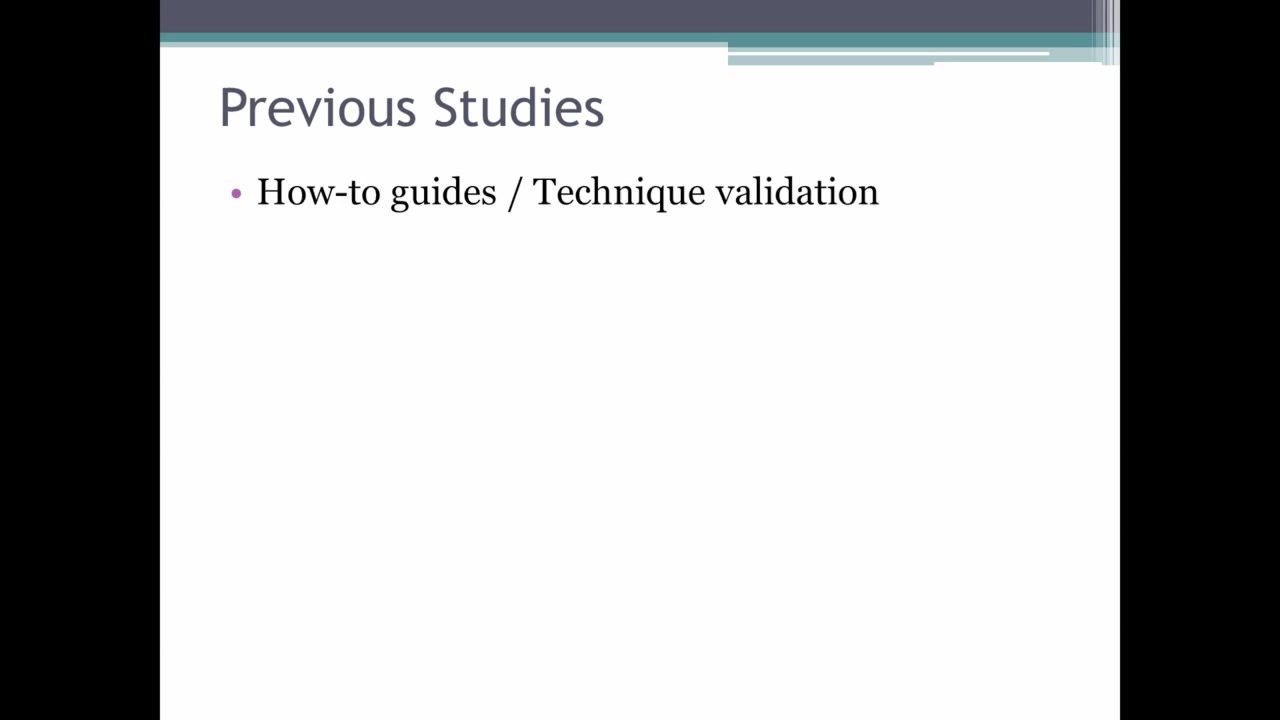 Previous Studies
• How-to guides / Technique validation